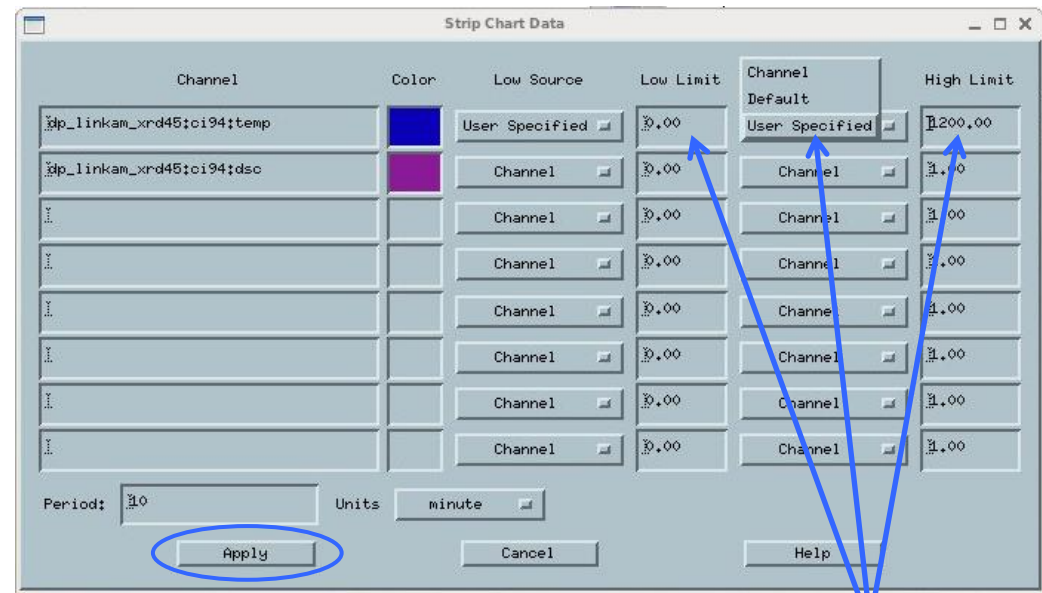 Strip Chart Data
Channel Color Low Source Low Limit Channel High Limit
Default
dp_linkam_xrd45:ci94:temp User Specified 0.00 User Specified 1200.00
dp_linkam_xrd45:ci94:dsc Channel 0.00 Channel 1.00
Channel 0.00 Channel 1.00
Channel 0.00 Channel 1.00
Channel 0.00 Channel 1.00
Channel 0.00 Channel 1.00
Channel 0.00 Channel 1.00
Channel 0.00 Channel 1.00
Period: 10 Units minute
Apply Cancel Help